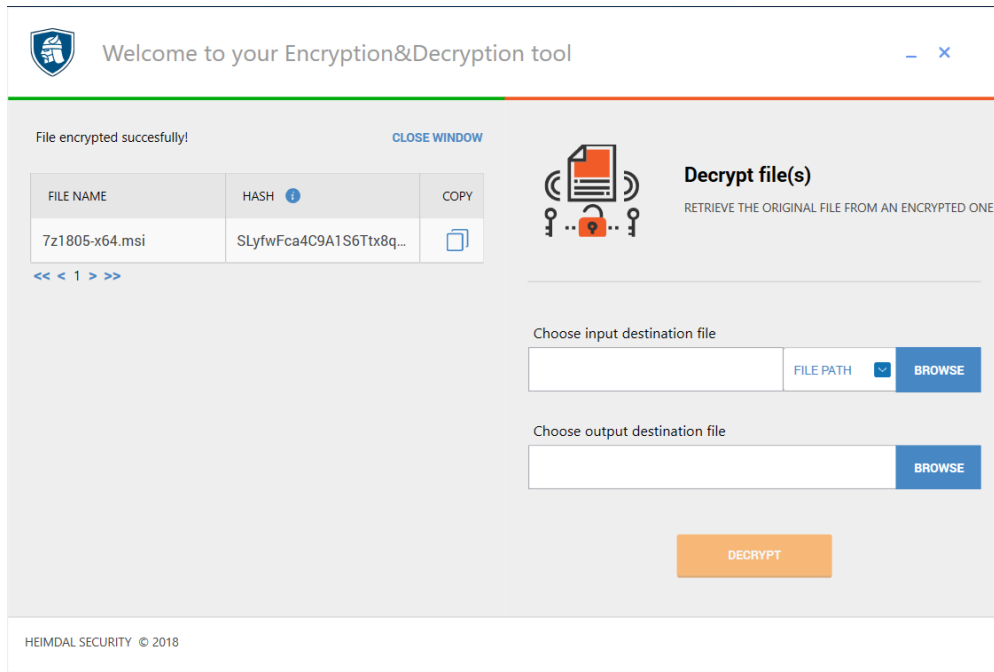 Welcome to your Encryption&Decryption tool
File encrypted succesfully!
CLOSE WINDOW
FILE NAME
HASH
COPY
7z1805-x64.msi
SLyfwFca4C9A1S6Ttx8q...
<< < 1 > >>
Decrypt file(s)
RETRIEVE THE ORIGINAL FILE FROM AN ENCRYPTED ONE
Choose input destination file
FILE PATH
BROWSE
Choose output destination file
BROWSE
DECRYPT
HEIMDAL SECURITY © 2018